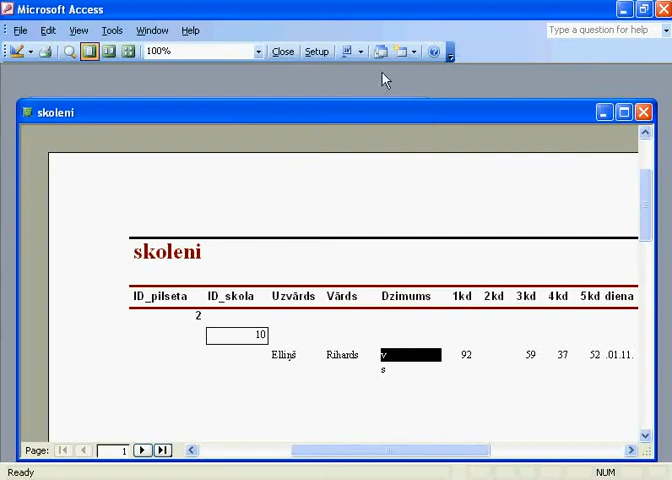 Microsoft Access
File Edit View Tools Window Help Type a question for help
100% Close Setup
skoleni
skoleni
ID_pilseta ID_skola Uzvārds Vārds Dzimums 1kd 2kd 3kd 4kd 5kd diena
2
10
Elliņš Rihards v 92 59 37 52 .01.11.
s
Page: 1
Ready NUM